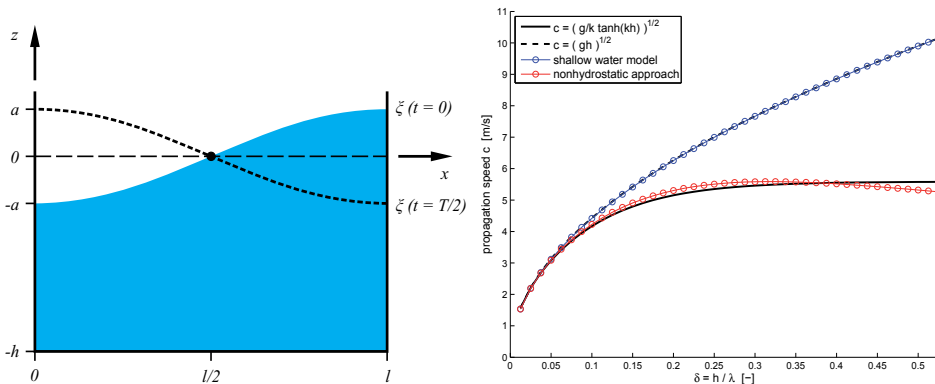 z
a
0
-a
-h
ξ (t = 0)
x
ξ (t = T/2)
0
l/2
l
c = ( g/k tanh(kh) )^1/2
c = ( gh )^1/2
shallow water model
nonhydrostatic approach
propagation speed c [m/s]
11
10
9
8
7
6
5
4
3
2
1
0
0
0.05
0.1
0.15
0.2
0.25
0.3
0.35
0.4
0.45
0.5
δ = h / λ [−]